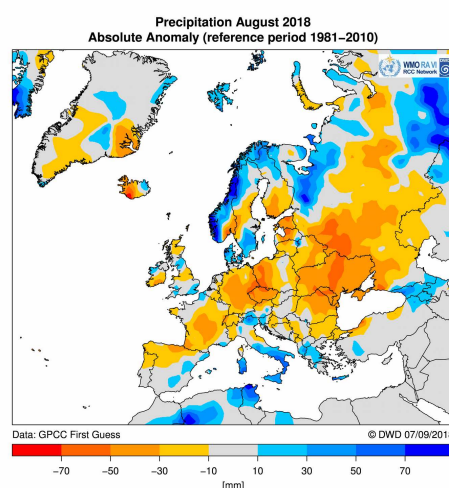 Precipitation August 2018
Absolute Anomaly (reference period 1981−2010)
WMO RA VI
RCC Network
Data: GPCC First Guess
© DWD 07/09/2018
−70 −50 −30 −10 10 30 50 70
[mm]